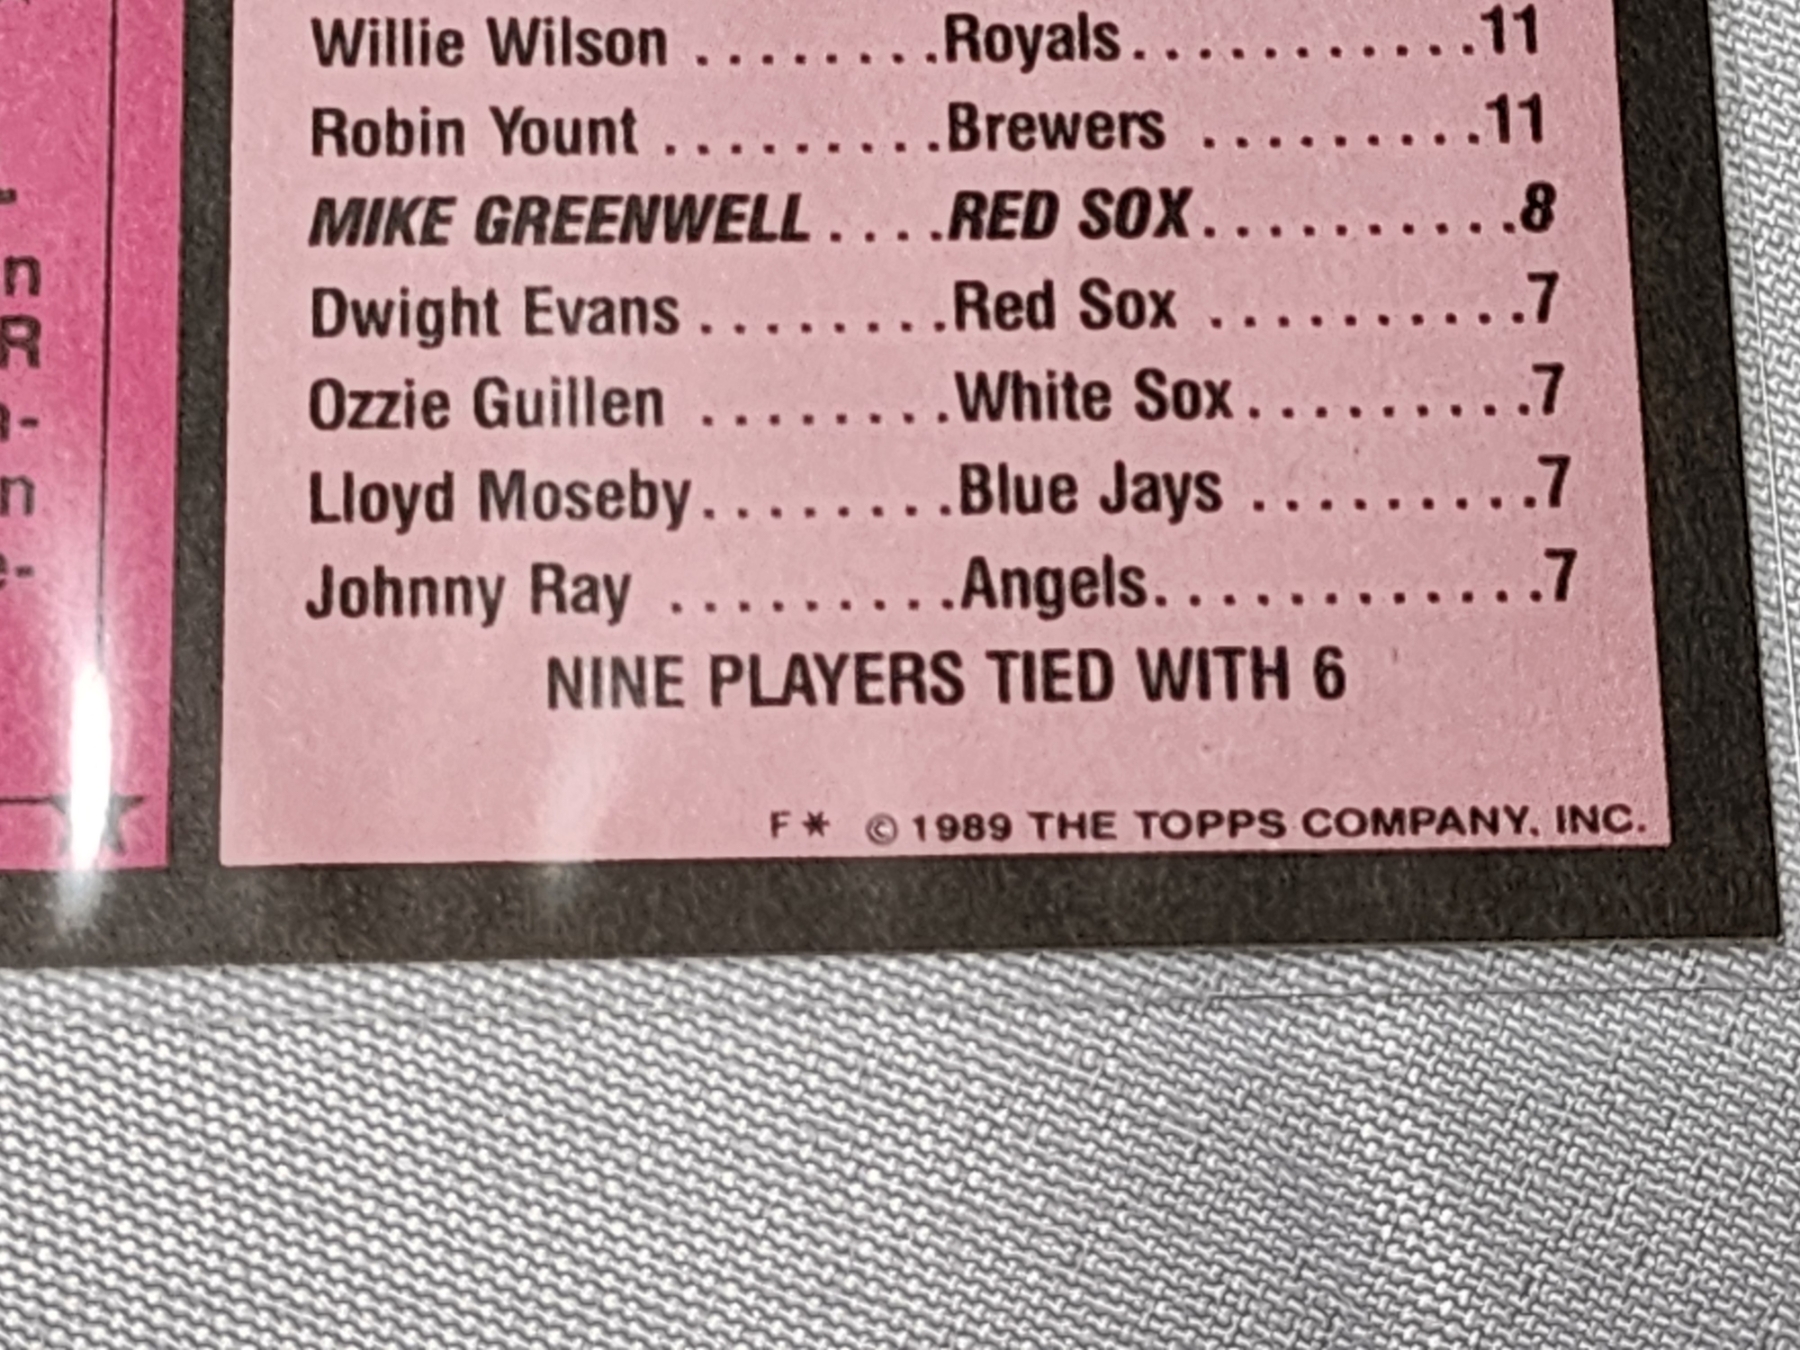 Willie Wilson ........Royals............11
Robin Yount .........Brewers .........11
MIKE GREENWELL ....RED SOX..........8
Dwight Evans ........Red Sox ..........7
Ozzie Guillen ........White Sox.........7
Lloyd Moseby........Blue Jays .........7
Johnny Ray .........Angels............7
NINE PLAYERS TIED WITH 6
F* © 1989 THE TOPPS COMPANY, INC.